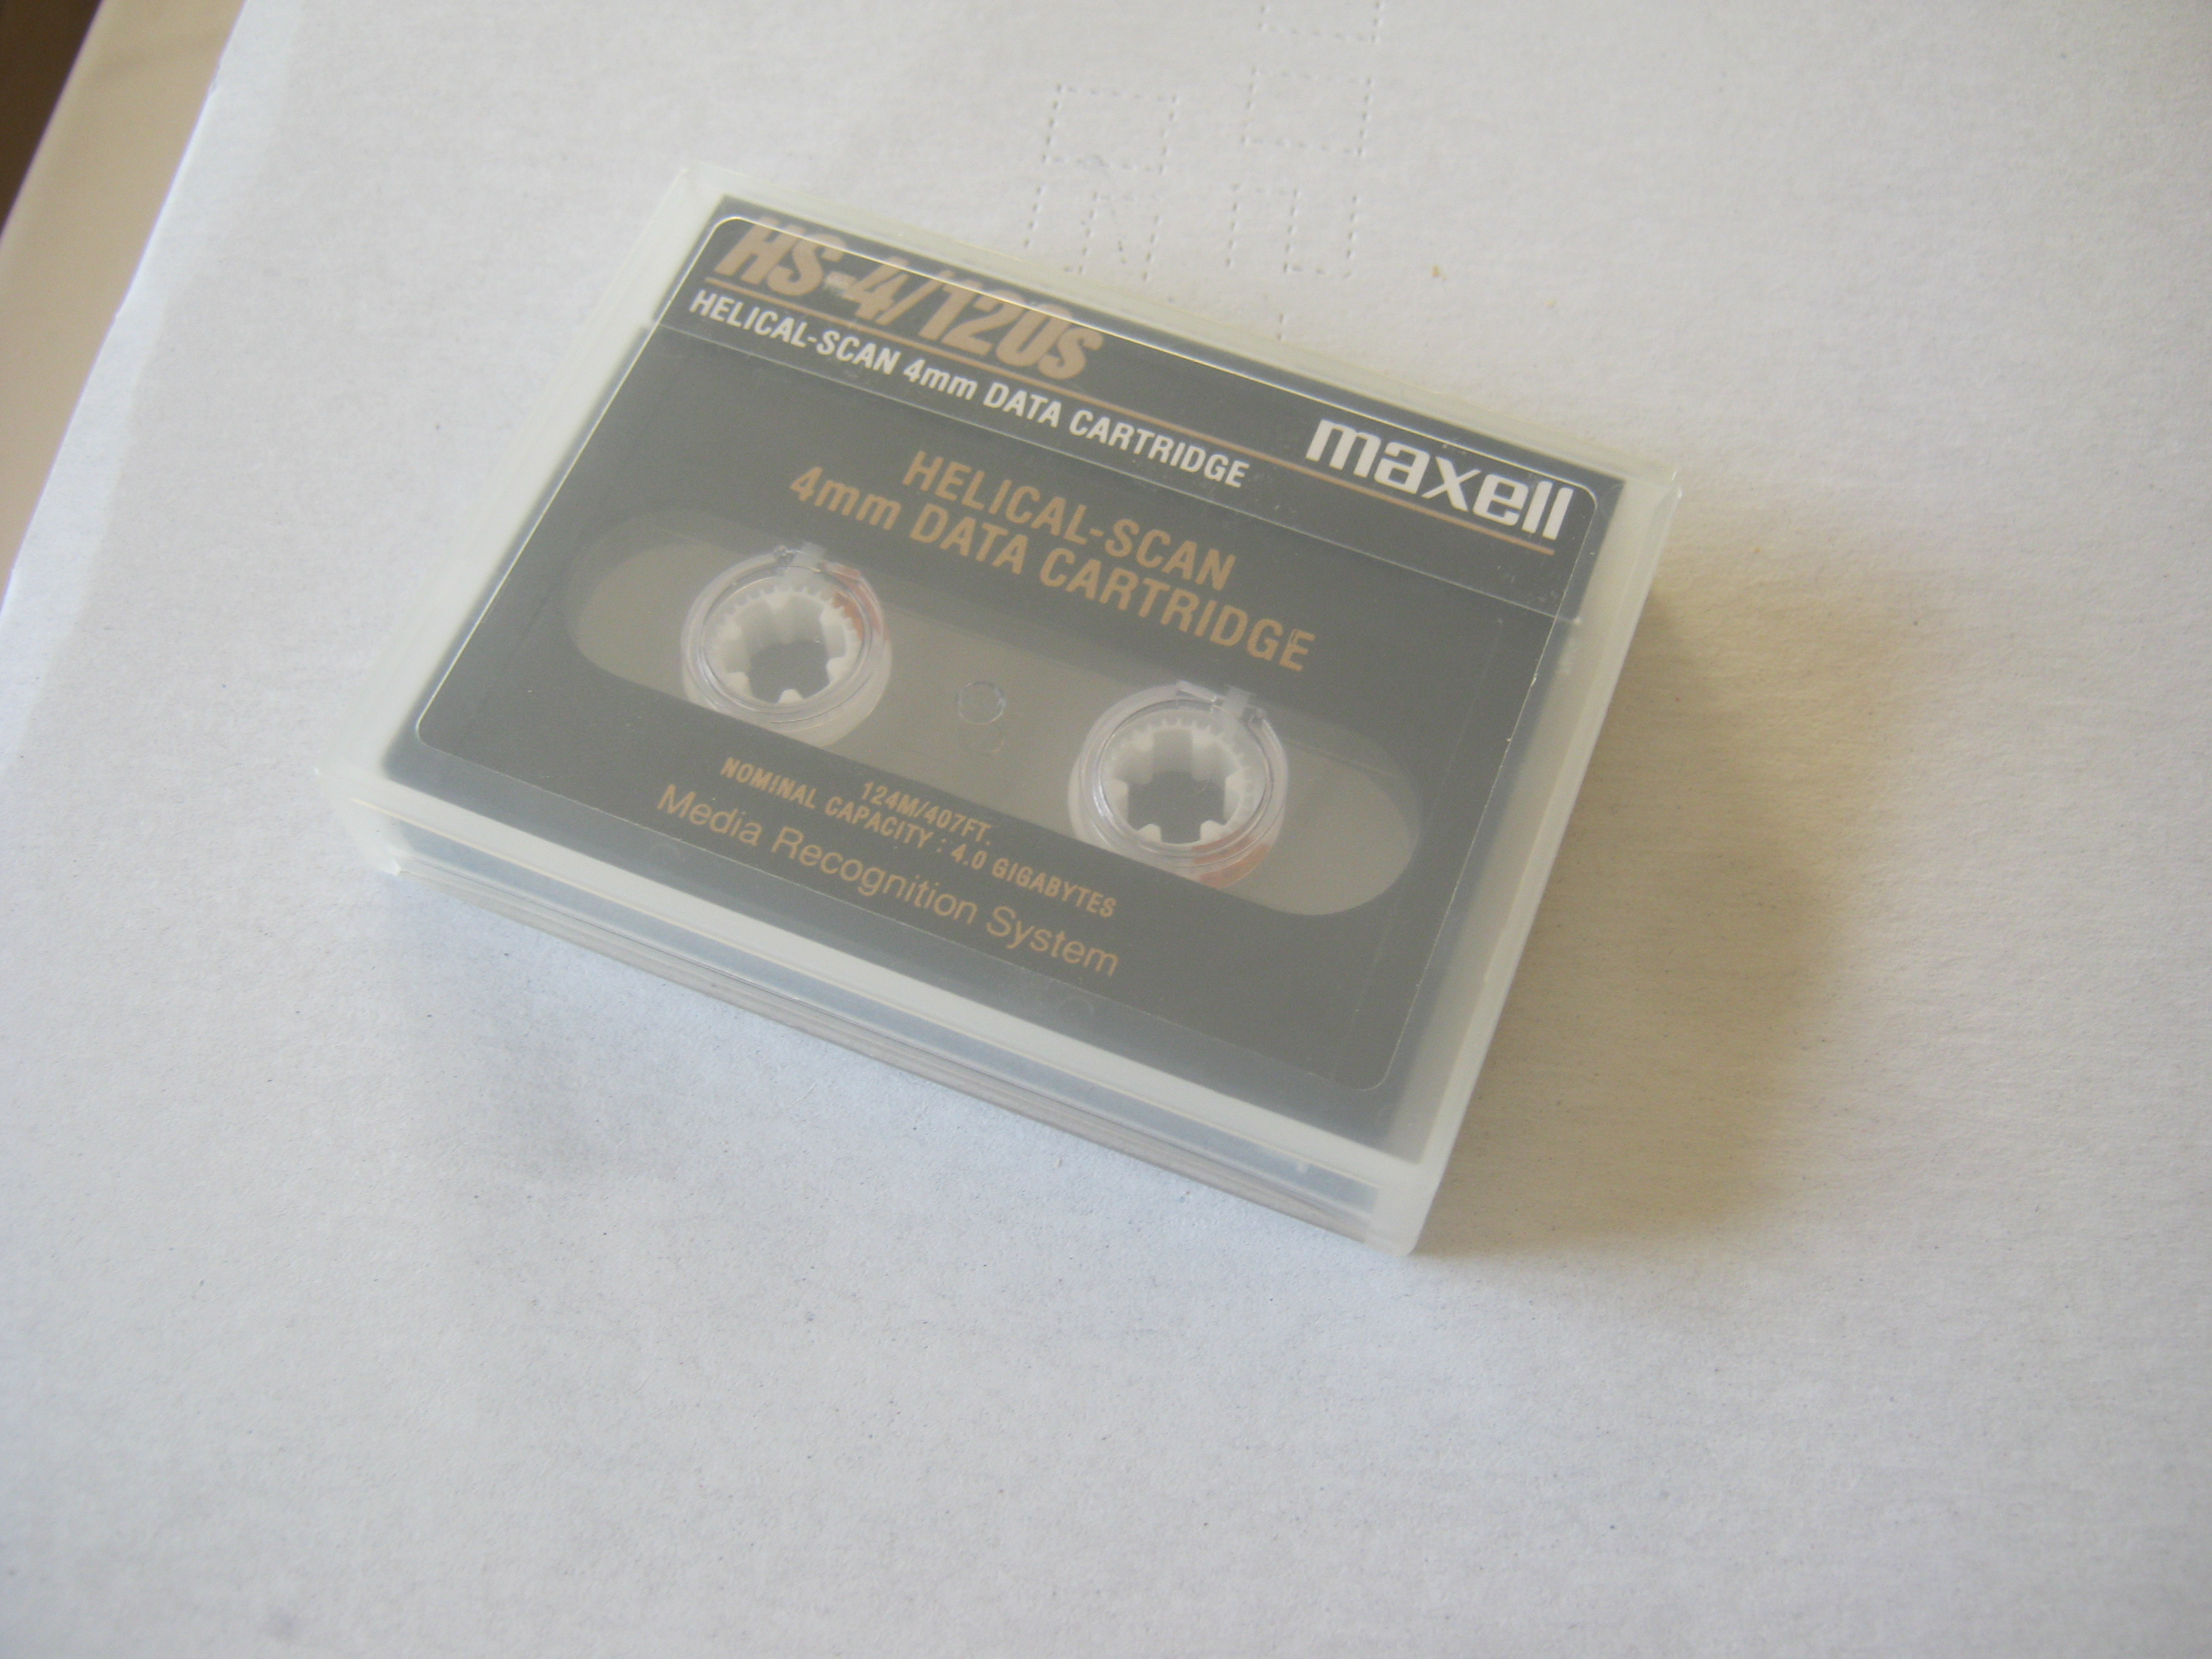 HS-4/120s
HELICAL-SCAN 4mm DATA CARTRIDGE
maxell
HELICAL-SCAN
4mm DATA CARTRIDGE
124M/407FT.
NOMINAL CAPACITY : 4.0 GIGABYTES
Media Recognition System